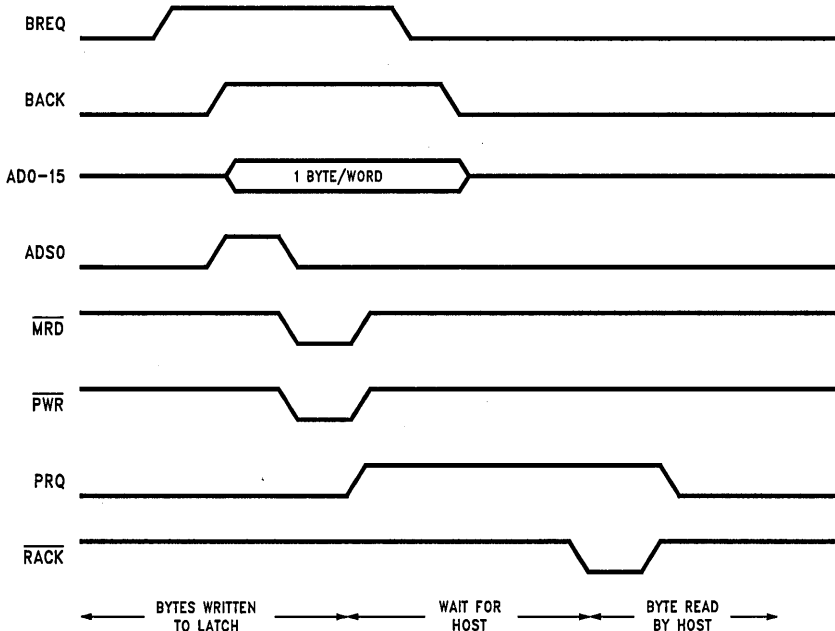 BREQ
BACK
AD0-15
1 BYTE/WORD
ADS0
MRD
PWR
PRQ
RACK
BYTES WRITTEN
TO LATCH
WAIT FOR
HOST
BYTE READ
BY HOST